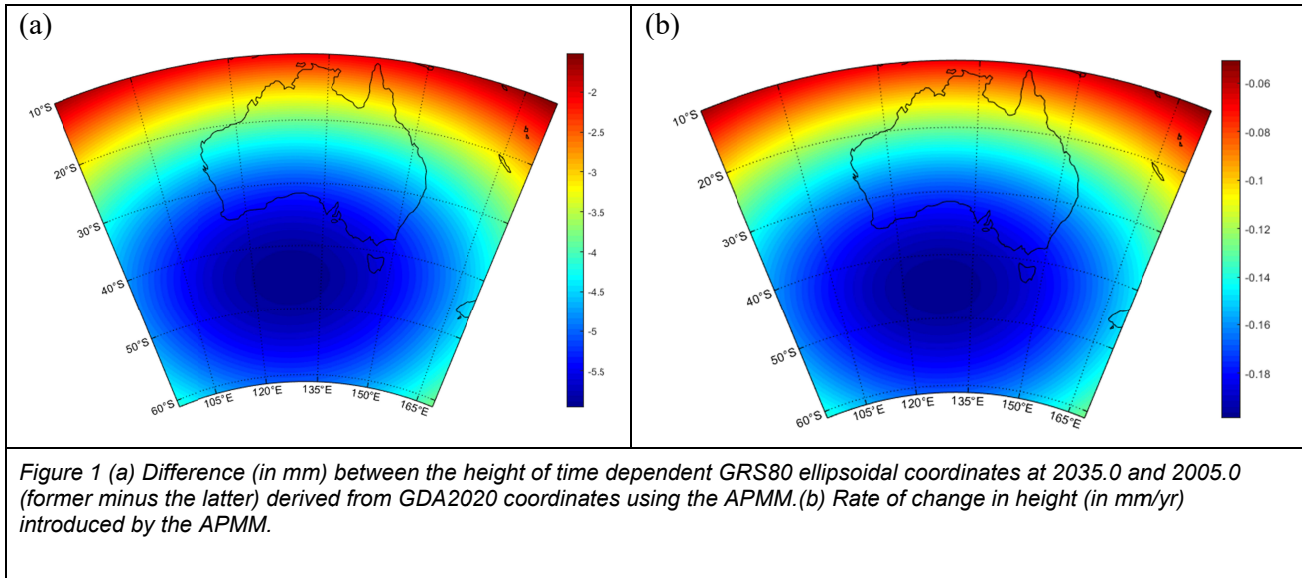 (a)
(b)
10°S
20°S
30°S
40°S
50°S
60°S
105°E
120°E
135°E
150°E
165°E
-2
-2.5
-3
-3.5
-4
-4.5
-5
-5.5
10°S
20°S
30°S
40°S
50°S
60°S
105°E
120°E
135°E
150°E
165°E
-0.06
-0.08
-0.1
-0.12
-0.14
-0.16
-0.18
Figure 1 (a) Difference (in mm) between the height of time dependent GRS80 ellipsoidal coordinates at 2035.0 and 2005.0
(former minus the latter) derived from GDA2020 coordinates using the APMM.(b) Rate of change in height (in mm/yr)
introduced by the APMM.